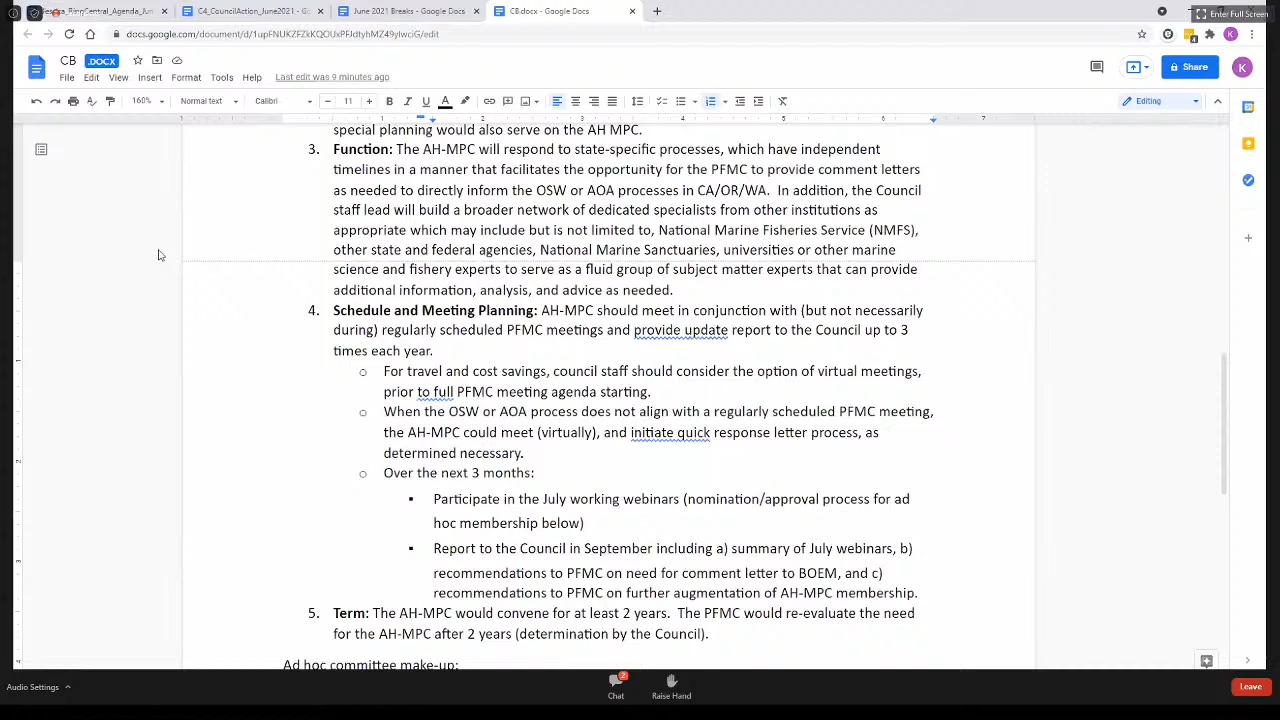 RingCentral_Agenda_Jun
C4_CouncilAction_June2021 - G
June 2021 Breaks - Google Docs
CB.docx - Google Docs
Enter Full Screen
CB .DOCX
File Edit View Insert Format Tools Help Last edit was 9 minutes ago
Share
K
160% Normal text Calibri 11 Editing
special planning would also serve on the AH MPC.
3. Function: The AH-MPC will respond to state-specific processes, which have independent
timelines in a manner that facilitates the opportunity for the PFMC to provide comment letters
as needed to directly inform the OSW or AOA processes in CA/OR/WA. In addition, the Council
staff lead will build a broader network of dedicated specialists from other institutions as
appropriate which may include but is not limited to, National Marine Fisheries Service (NMFS),
other state and federal agencies, National Marine Sanctuaries, universities or other marine
science and fishery experts to serve as a fluid group of subject matter experts that can provide
additional information, analysis, and advice as needed.
4. Schedule and Meeting Planning: AH-MPC should meet in conjunction with (but not necessarily
during) regularly scheduled PFMC meetings and provide update report to the Council up to 3
times each year.
○ For travel and cost savings, council staff should consider the option of virtual meetings,
prior to full PFMC meeting agenda starting.
○ When the OSW or AOA process does not align with a regularly scheduled PFMC meeting,
the AH-MPC could meet (virtually), and initiate quick response letter process, as
determined necessary.
○ Over the next 3 months:
▪ Participate in the July working webinars (nomination/approval process for ad
hoc membership below)
▪ Report to the Council in September including a) summary of July webinars, b)
recommendations to PFMC on need for comment letter to BOEM, and c)
recommendations to PFMC on further augmentation of AH-MPC membership.
5. Term: The AH-MPC would convene for at least 2 years. The PFMC would re-evaluate the need
for the AH-MPC after 2 years (determination by the Council).
Ad hoc committee make-up:
Audio Settings
2
Chat
Raise Hand
Leave